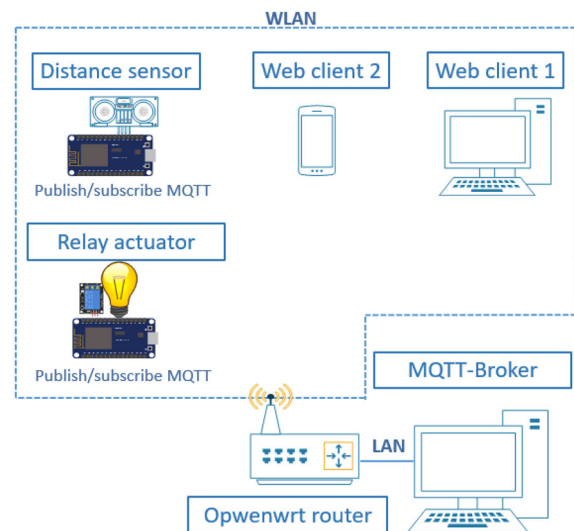 WLAN
Distance sensor
Web client 2
Web client 1
Publish/subscribe MQTT
Relay actuator
Publish/subscribe MQTT
MQTT-Broker
LAN
Opwenwrt router